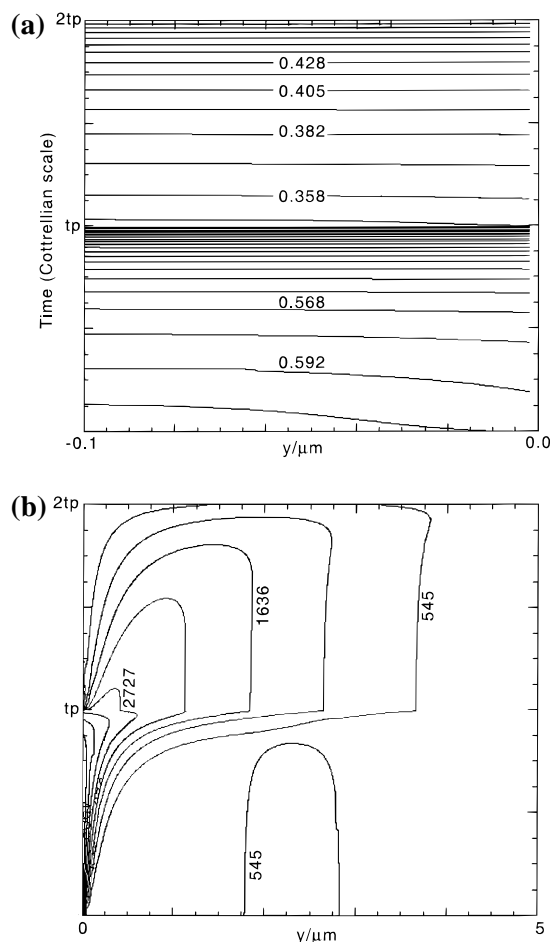 (a)
2tp
0.428
0.405
0.382
0.358
tp
0.568
0.592
Time (Cottrellian scale)
-0.1
y/μm
0.0
(b)
2tp
1636
545
2727
tp
545
0
y/μm
5